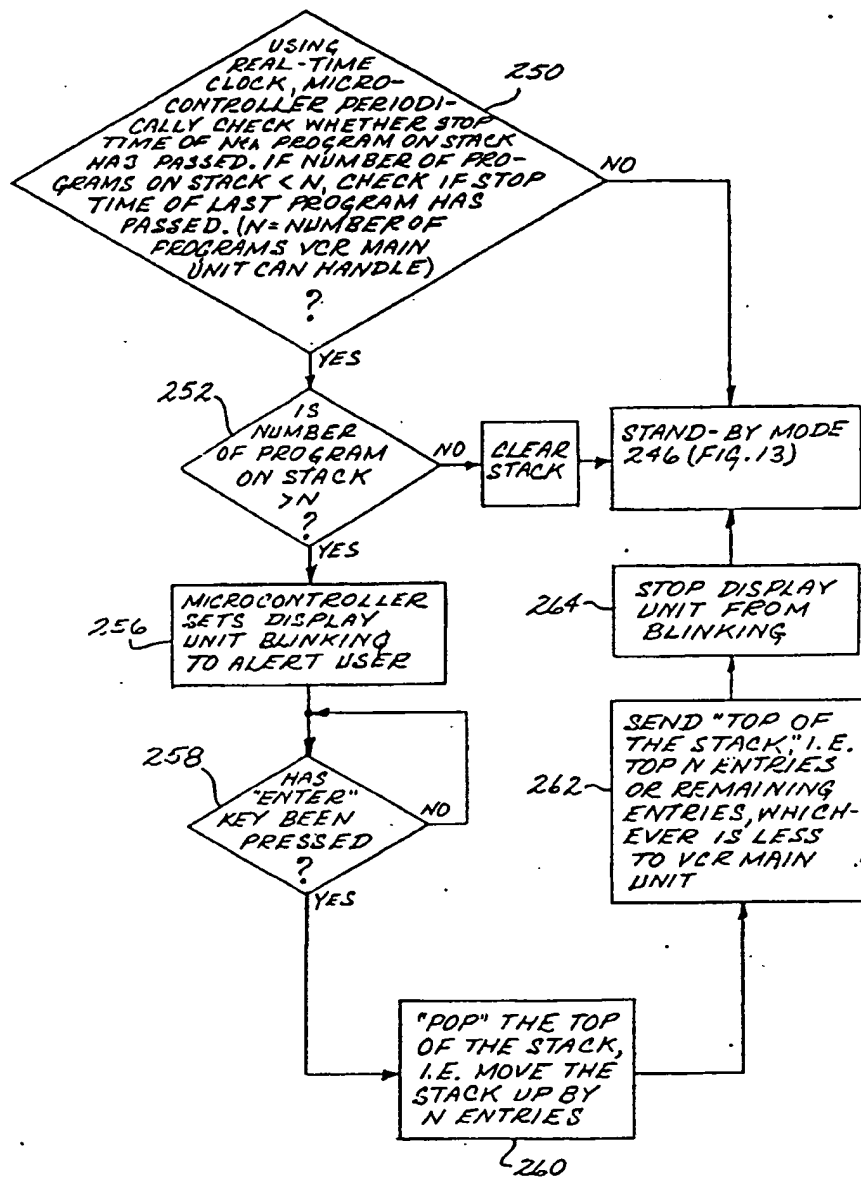 USING
REAL-TIME
CLOCK, MICRO-
CONTROLLER PERIODI-
CALLY CHECK WHETHER STOP
TIME OF Nth PROGRAM ON STACK
HAS PASSED. IF NUMBER OF PRO-
GRAMS ON STACK < N, CHECK IF STOP
TIME OF LAST PROGRAM HAS
PASSED. (N = NUMBER OF
PROGRAMS VCR MAIN
UNIT CAN HANDLE)
?
250
NO
YES
252
IS
NUMBER
OF PROGRAM
ON STACK
>N
?
NO
CLEAR
STACK
STAND-BY MODE
246 (FIG. 13)
YES
256
MICROCONTROLLER
SETS DISPLAY
UNIT BLINKING
TO ALERT USER
264
STOP DISPLAY
UNIT FROM
BLINKING
258
HAS
"ENTER"
KEY BEEN
PRESSED
?
NO
YES
262
SEND "TOP OF
THE STACK," I.E.
TOP N ENTRIES
OR REMAINING
ENTRIES, WHICH-
EVER IS LESS
TO VCR MAIN
UNIT
"POP" THE TOP
OF THE STACK,
I.E. MOVE THE
STACK UP BY
N ENTRIES
260